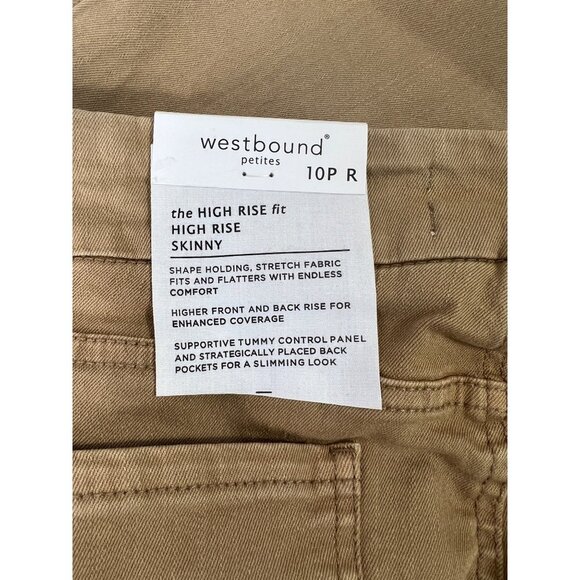 westbound®
petites
10P R
the HIGH RISE fit
HIGH RISE
SKINNY
SHAPE HOLDING, STRETCH FABRIC
FITS AND FLATTERS WITH ENDLESS
COMFORT
HIGHER FRONT AND BACK RISE FOR
ENHANCED COVERAGE
SUPPORTIVE TUMMY CONTROL PANEL
AND STRATEGICALLY PLACED BACK
POCKETS FOR A SLIMMING LOOK